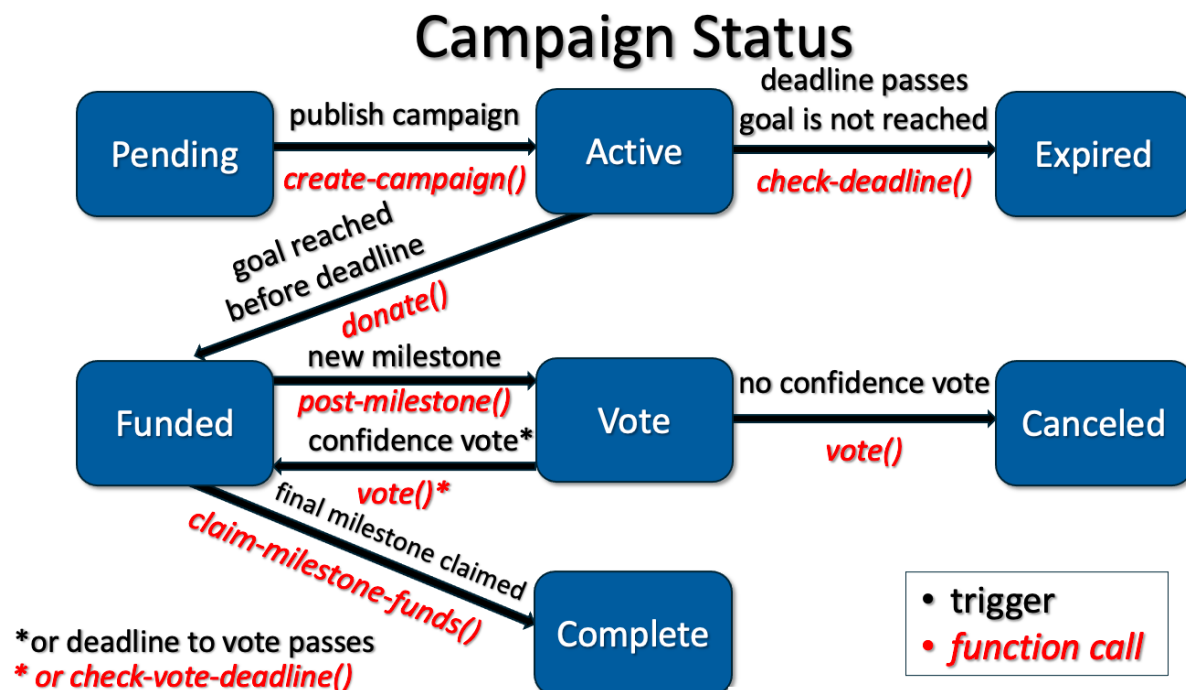 Campaign Status
Pending
publish campaign
create-campaign()
Active
deadline passes
goal is not reached
check-deadline()
Expired
goal reached
before deadline
donate()
Funded
new milestone
post-milestone()
confidence vote*
vote()*
Vote
no confidence vote
vote()
Canceled
final milestone claimed
claim-milestone-funds()
Complete
*or deadline to vote passes
* or check-vote-deadline()
• trigger
• function call